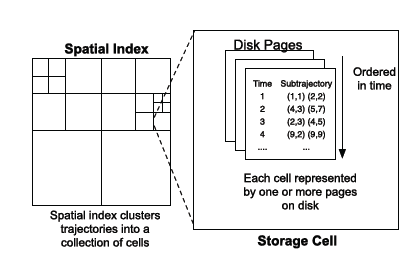 Spatial Index
Spatial index clusters
trajectories into a
collection of cells
Disk Pages
Time Subtrajectory
1 (1,1) (2,2)
2 (4,3) (5,7)
3 (2,3) (4,5)
4 (9,2) (9,9)
.... ...
Ordered
in time
Each cell represented
by one or more pages
on disk
Storage Cell